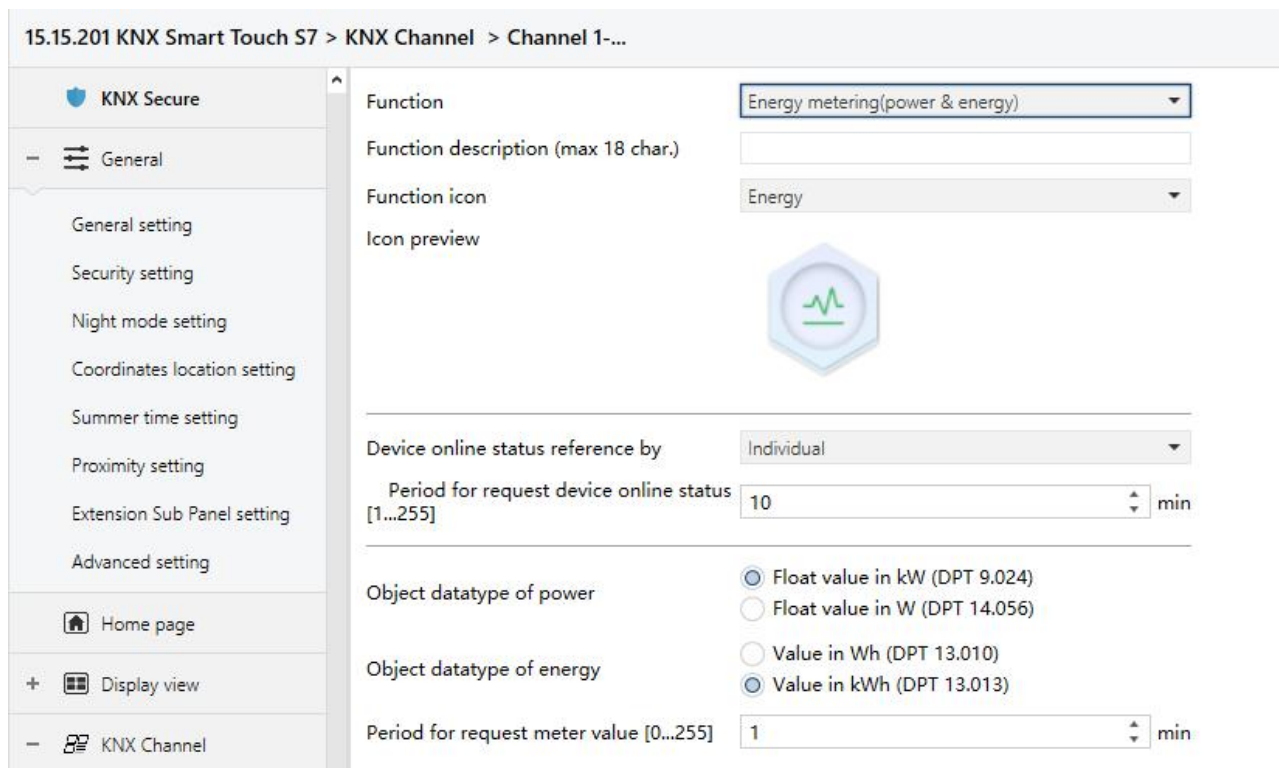 15.15.201 KNX Smart Touch S7 > KNX Channel > Channel 1-...
KNX Secure
General
General setting
Security setting
Night mode setting
Coordinates location setting
Summer time setting
Proximity setting
Extension Sub Panel setting
Advanced setting
Home page
Display view
KNX Channel
Function
Energy metering(power & energy)
Function description (max 18 char.)
Function icon
Energy
Icon preview
Device online status reference by
Individual
Period for request device online status
[1...255]
10
min
Object datatype of power
Float value in kW (DPT 9.024)
Float value in W (DPT 14.056)
Object datatype of energy
Value in Wh (DPT 13.010)
Value in kWh (DPT 13.013)
Period for request meter value [0...255]
1
min